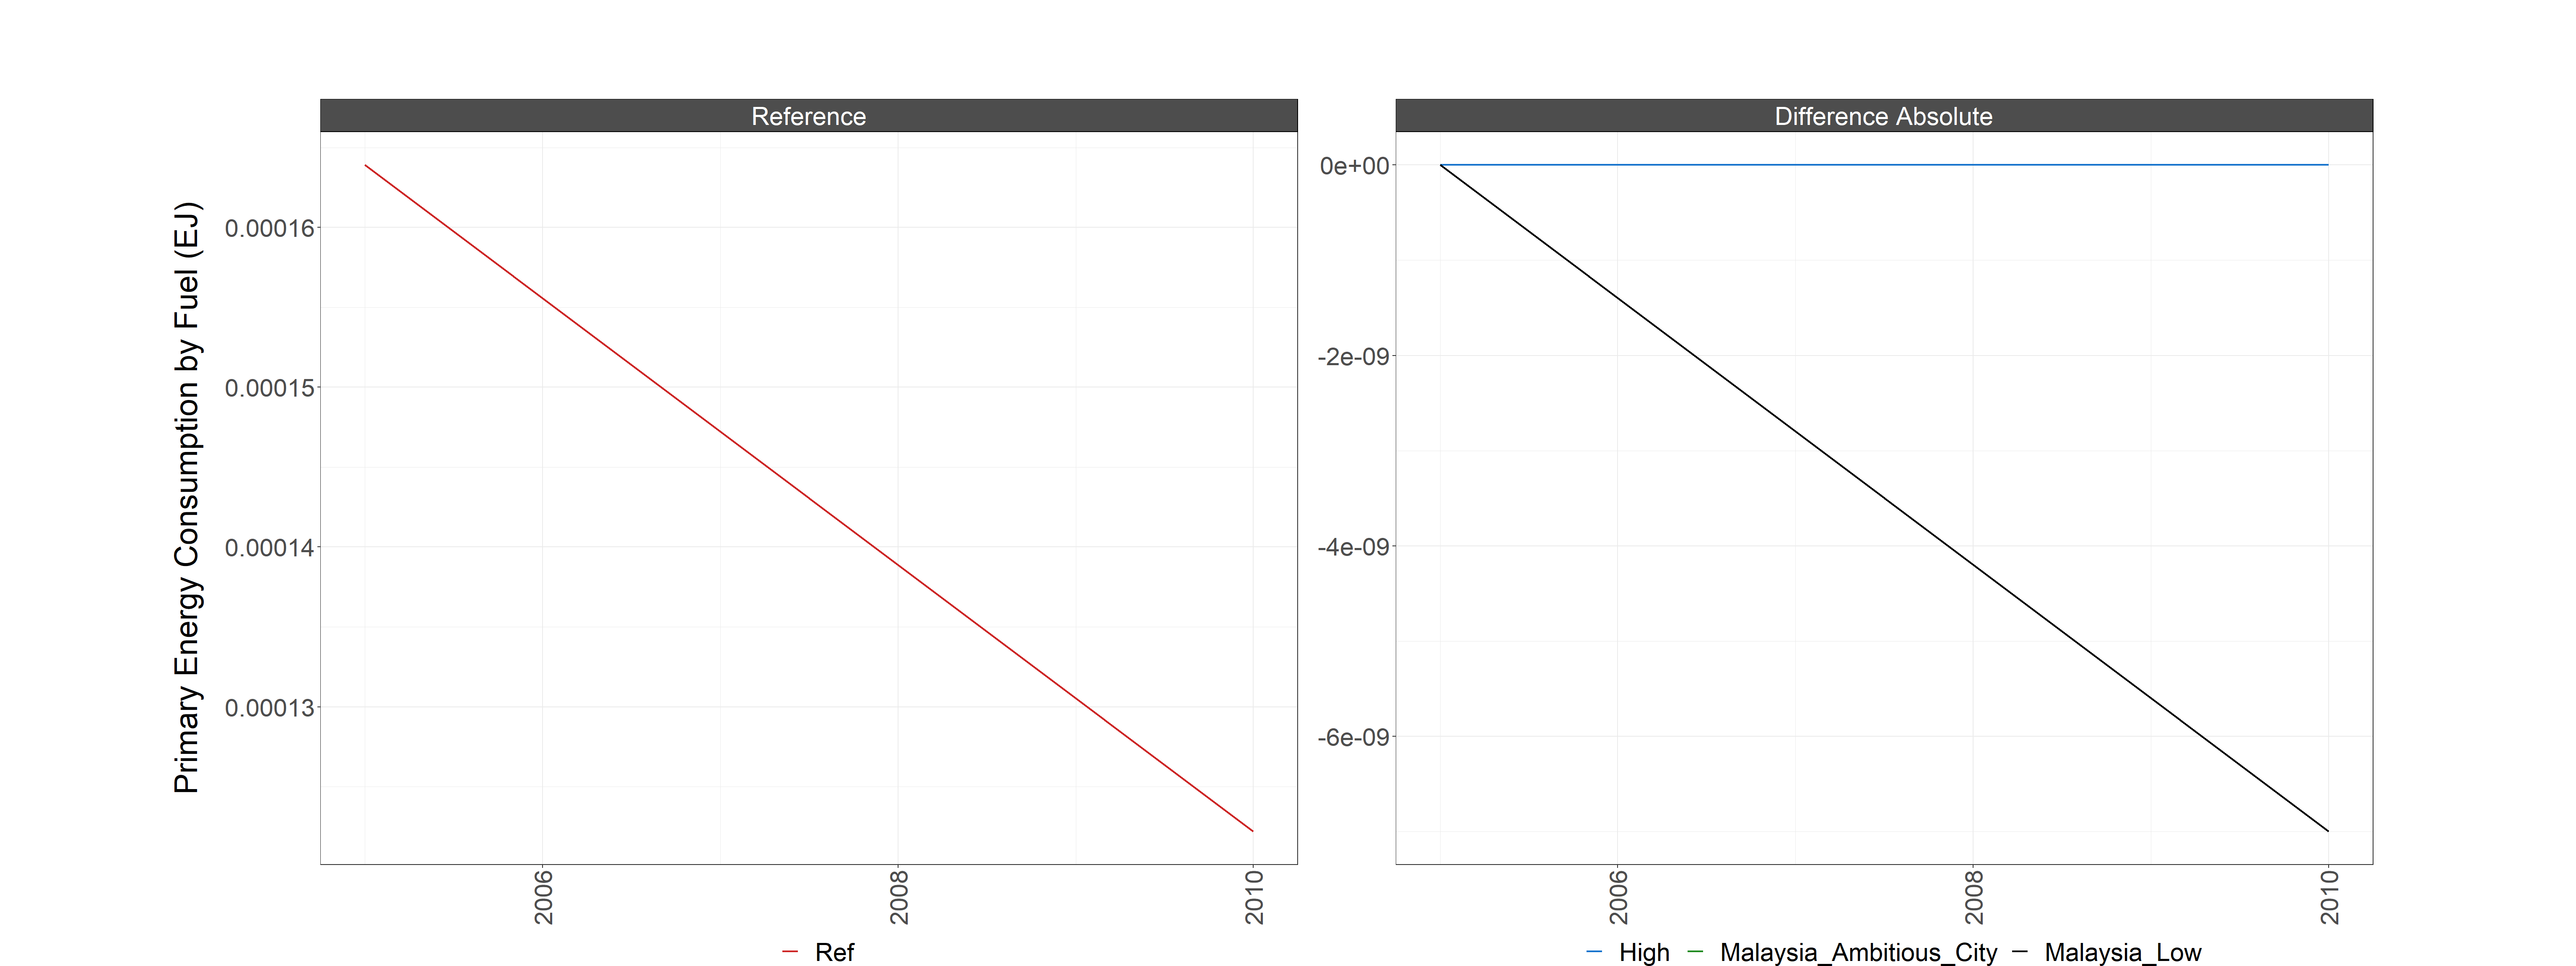 Reference
Difference Absolute
Primary Energy Consumption by Fuel (EJ)
0.00016
0.00015
0.00014
0.00013
0e+00
-2e-09
-4e-09
-6e-09
2006
2008
2010
2006
2008
2010
Ref
High
Malaysia_Ambitious_City
Malaysia_Low